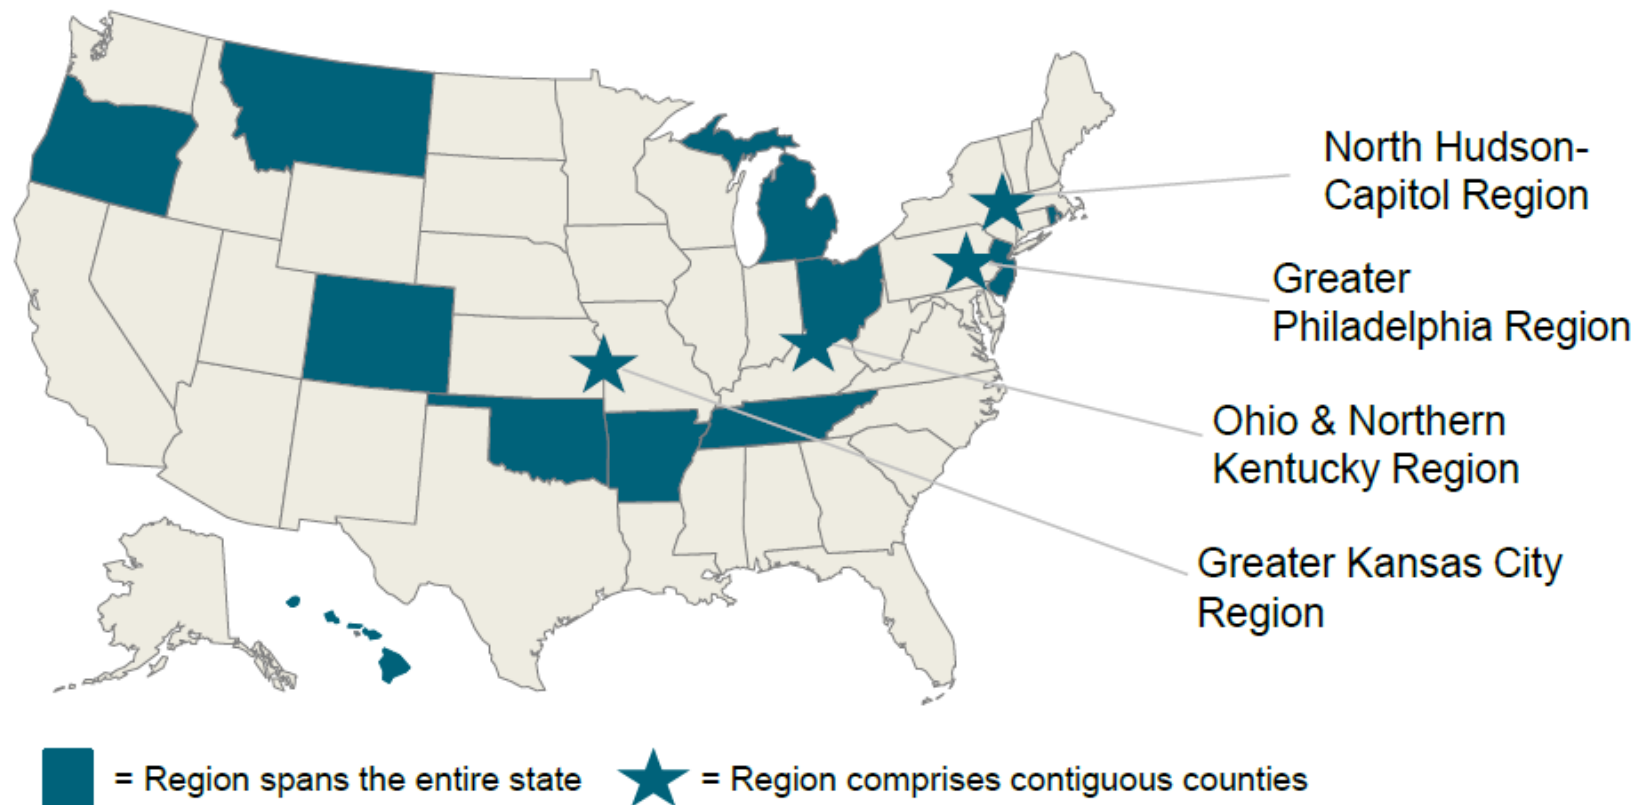 North Hudson-
Capitol Region
Greater
Philadelphia Region
Ohio & Northern
Kentucky Region
Greater Kansas City
Region
= Region spans the entire state
= Region comprises contiguous counties